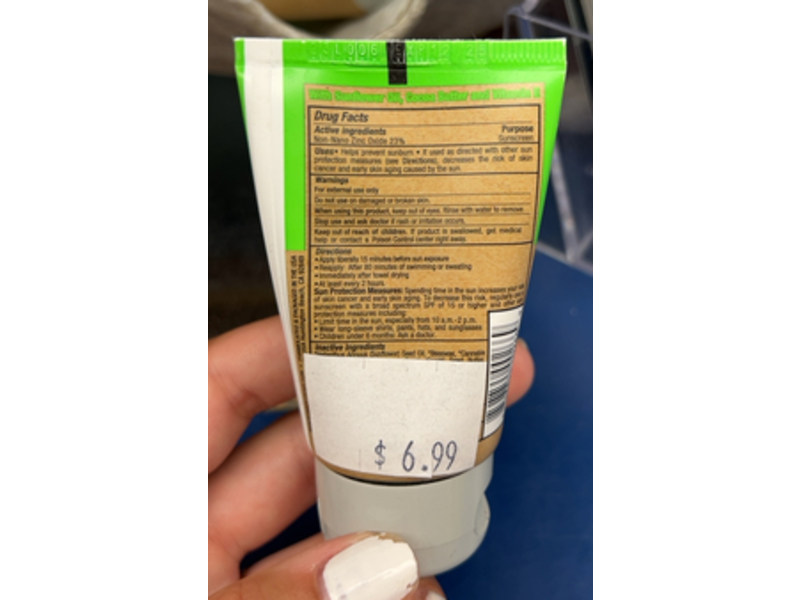 with Sunflower Oil, Cocoa Butter and Vitamin E
Drug Facts
Active Ingredients Purpose
Non-Nano Zinc Oxide 23% Sunscreen
Uses• Helps prevent sunburn • If used as directed with other sun
protection measures (see Directions), decreases the risk of skin
cancer and early skin aging caused by the sun.
Warnings
For external use only
Do not use on damaged or broken skin.
When using this product, keep out of eyes. Rinse with water to remove.
Stop use and ask doctor if rash or irritation occurs.
Keep out of reach of children. If product is swallowed, get medical
help or contact a Poison Control center right away.
Directions
•Apply liberally 15 minutes before sun exposure
•Reapply: After 80 minutes of swimming or sweating
•Immediately after towel drying
•At least every 2 hours.
Sun Protection Measures: Spending time in the sun increases your
of skin cancer and early skin aging. To decrease this risk, regularly
sunscreen with a broad spectrum SPF of 15 or higher and other
protection measures including:
•Limit time in the sun, especially from 10 a.m.-2 p.m.
•Wear long-sleeve shirts, pants, hats, and sunglasses
•Children under 6 months: Ask a doctor.
Inactive Ingredients
Seed Oil, *Beeswax,
$ 6.99
IN THE USA
Huntington Beach, CA